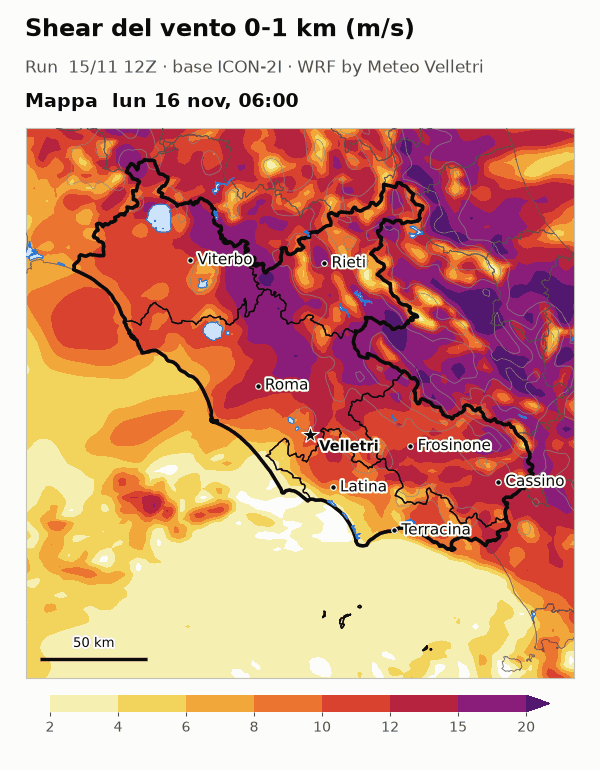 Shear del vento 0-1 km (m/s)
Run 15/11 12Z · base ICON-2I · WRF by Meteo Velletri
Mappa lun 16 nov, 06:00
Viterbo
Rieti
Roma
Velletri
Frosinone
Latina
Cassino
Terracina
50 km
2 4 6 8 10 12 15 20